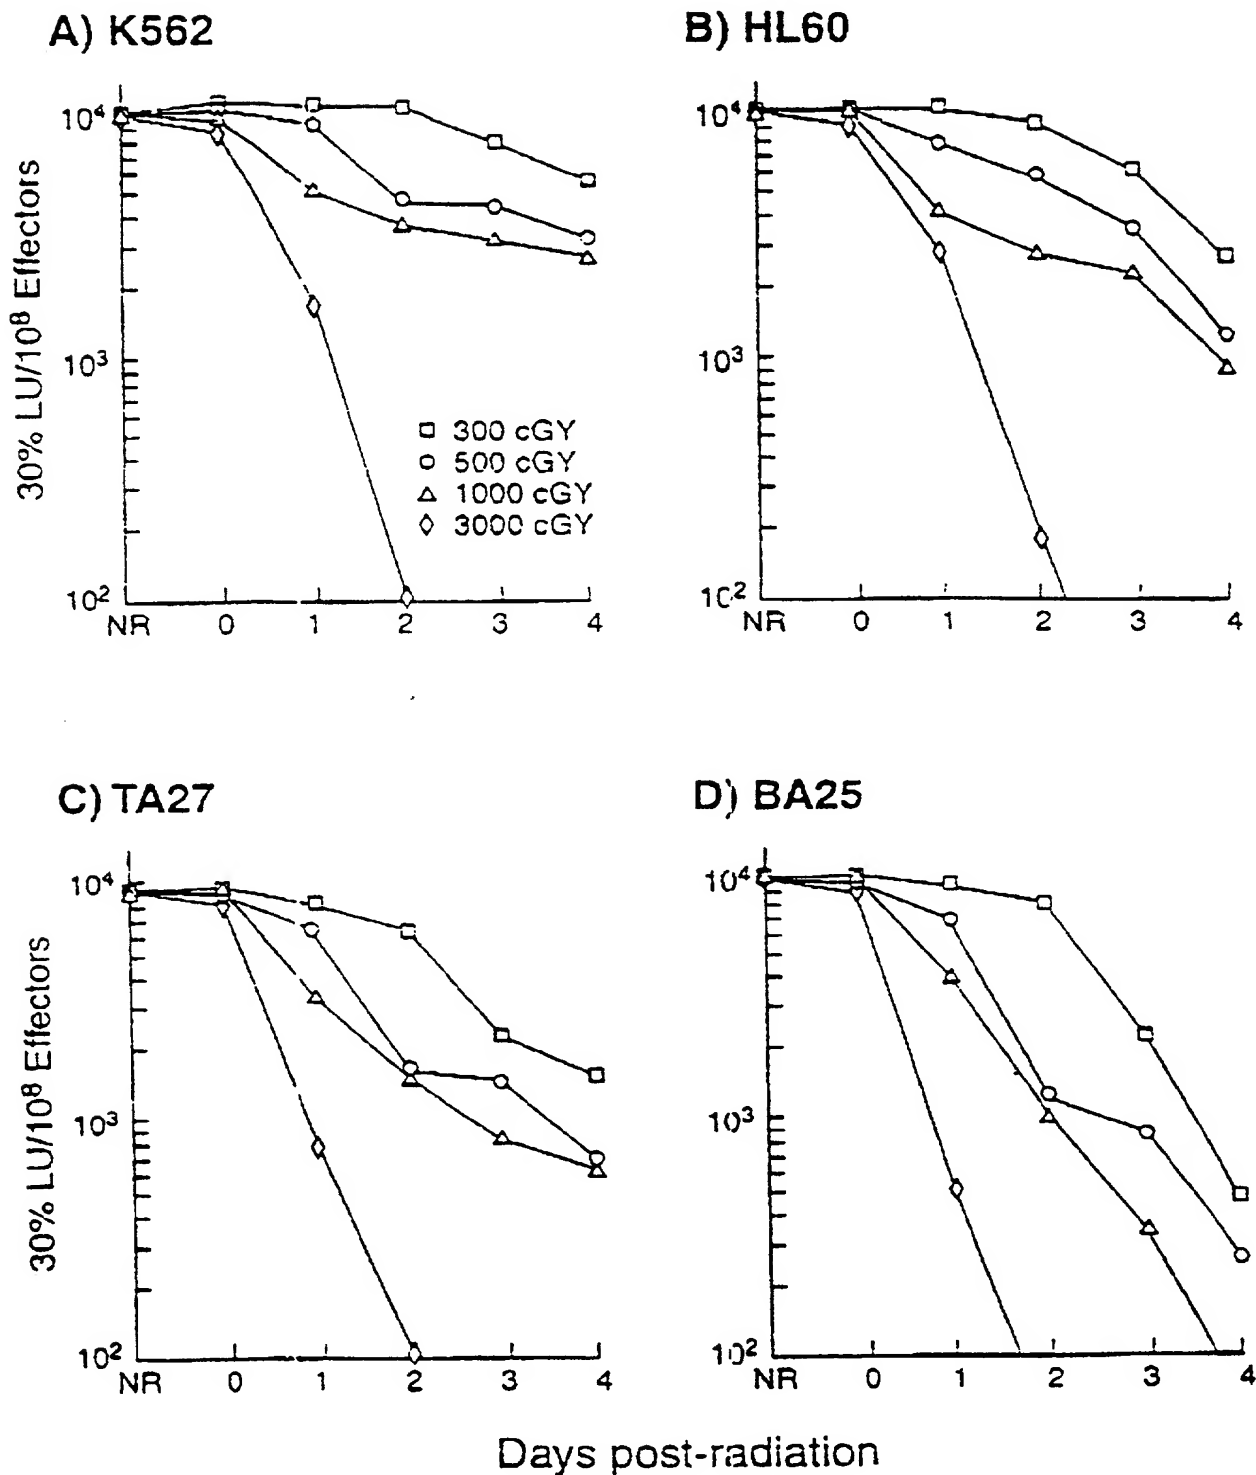 A) K562
10⁴
10³
10²
30% LU/10⁸ Effectors
300 cGY
500 cGY
1000 cGY
3000 cGY
NR 0 1 2 3 4
B) HL60
10⁴
10³
10²
NR 0 1 2 3 4
C) TA27
10⁴
10³
10²
30% LU/10⁸ Effectors
NR 0 1 2 3 4
D) BA25
10⁴
10³
10²
NR 0 1 2 3 4
Days post-radiation